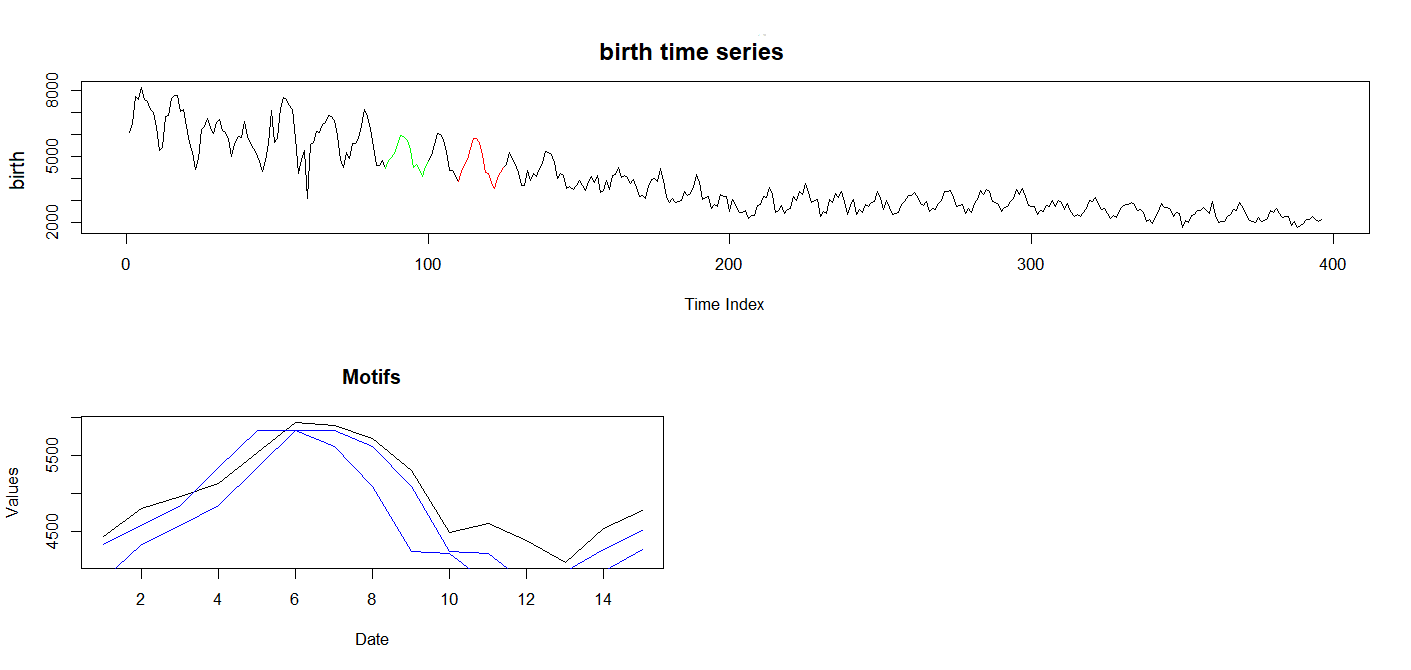 birth time series
birth
2000 5000 8000
0 100 200 300 400
Time Index
Motifs
Values
4500 5500
2 4 6 8 10 12 14
Date